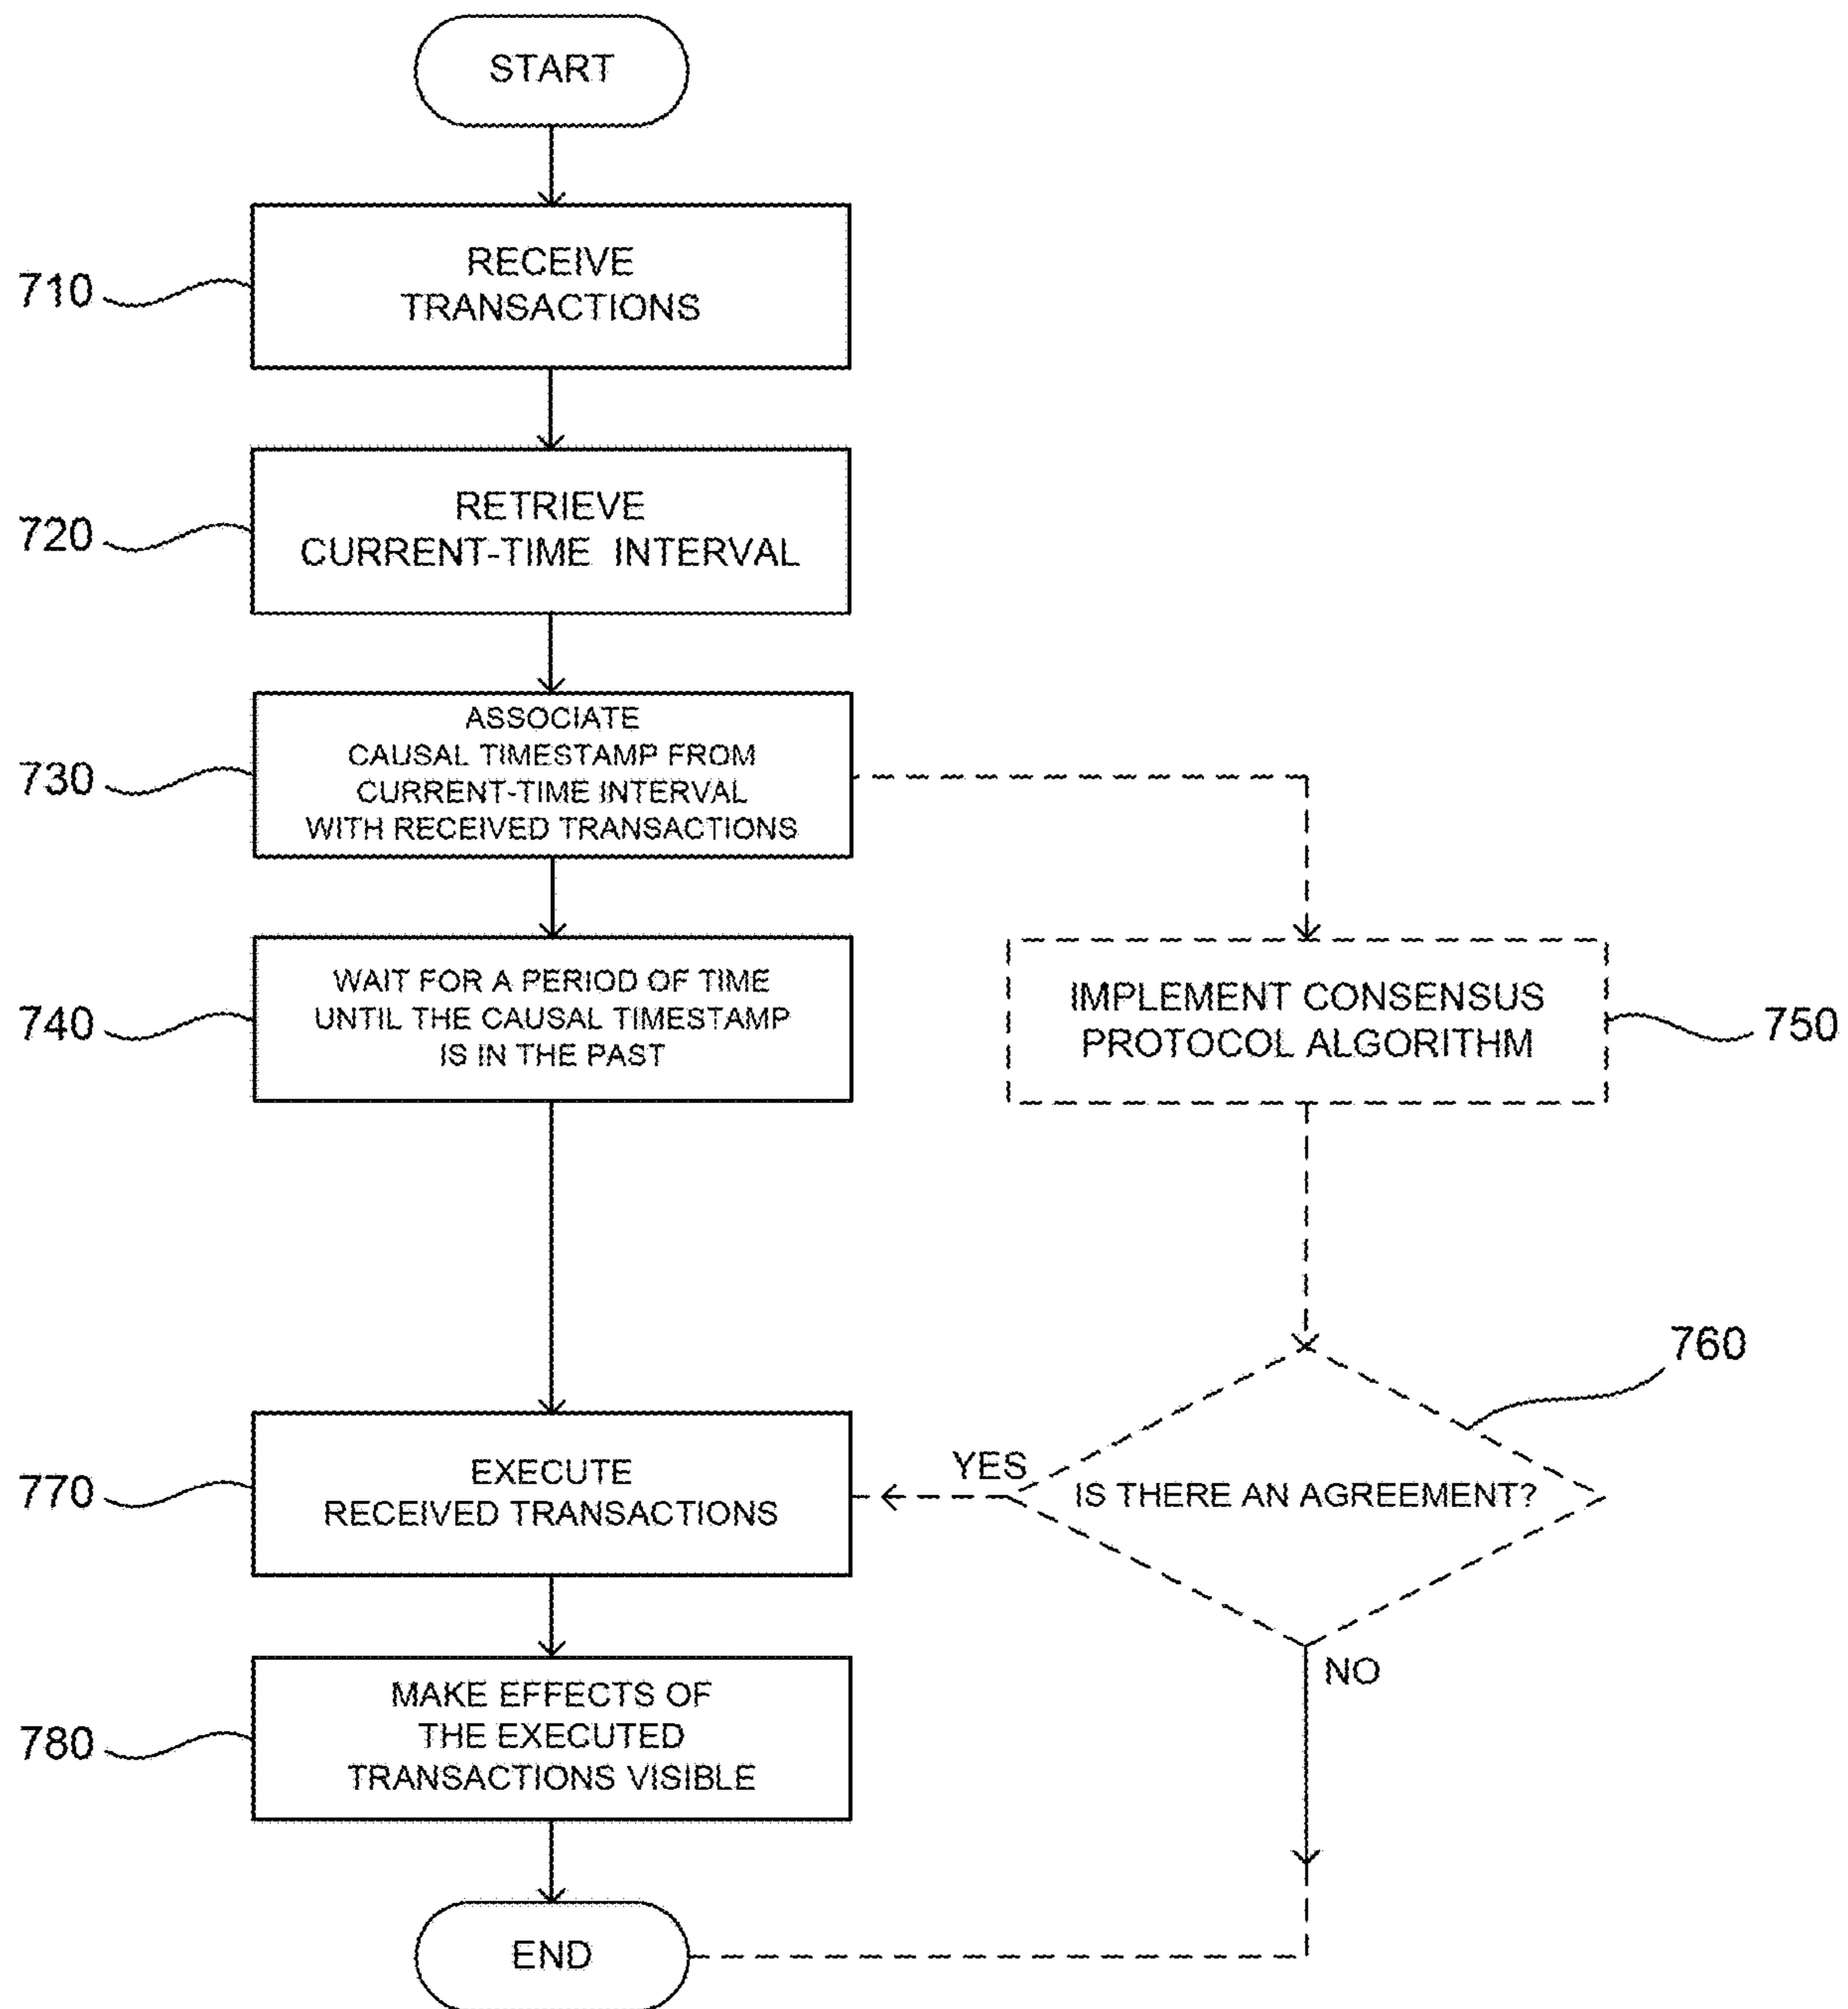 START
710
RECEIVE
TRANSACTIONS
720
RETRIEVE
CURRENT-TIME INTERVAL
730
ASSOCIATE
CAUSAL TIMESTAMP FROM
CURRENT-TIME INTERVAL
WITH RECEIVED TRANSACTIONS
740
WAIT FOR A PERIOD OF TIME
UNTIL THE CAUSAL TIMESTAMP
IS IN THE PAST
IMPLEMENT CONSENSUS
PROTOCOL ALGORITHM
750
760
IS THERE AN AGREEMENT?
YES
NO
770
EXECUTE
RECEIVED TRANSACTIONS
780
MAKE EFFECTS OF
THE EXECUTED
TRANSACTIONS VISIBLE
END